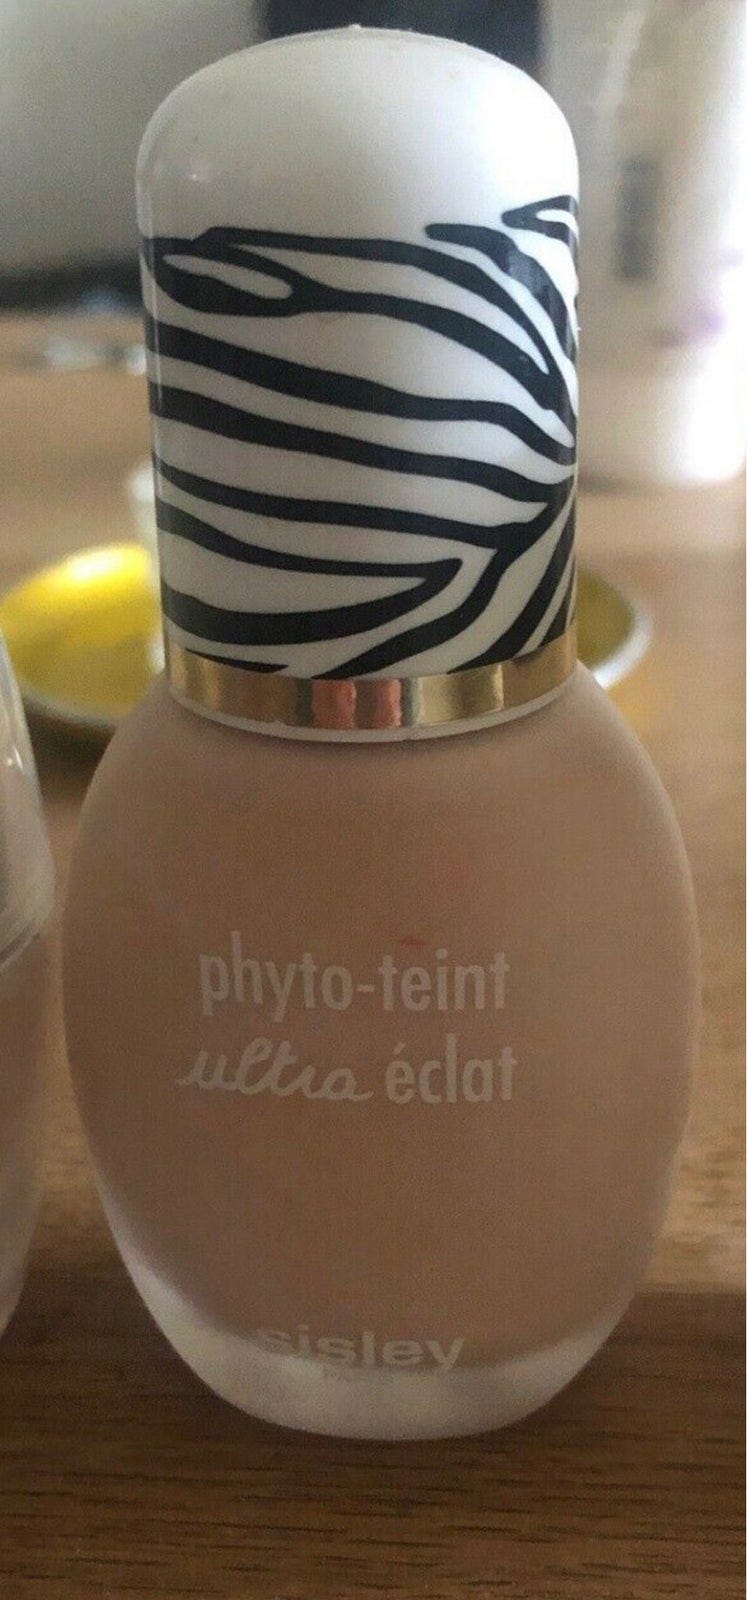 phyto-teint
ultra éclat
sisley